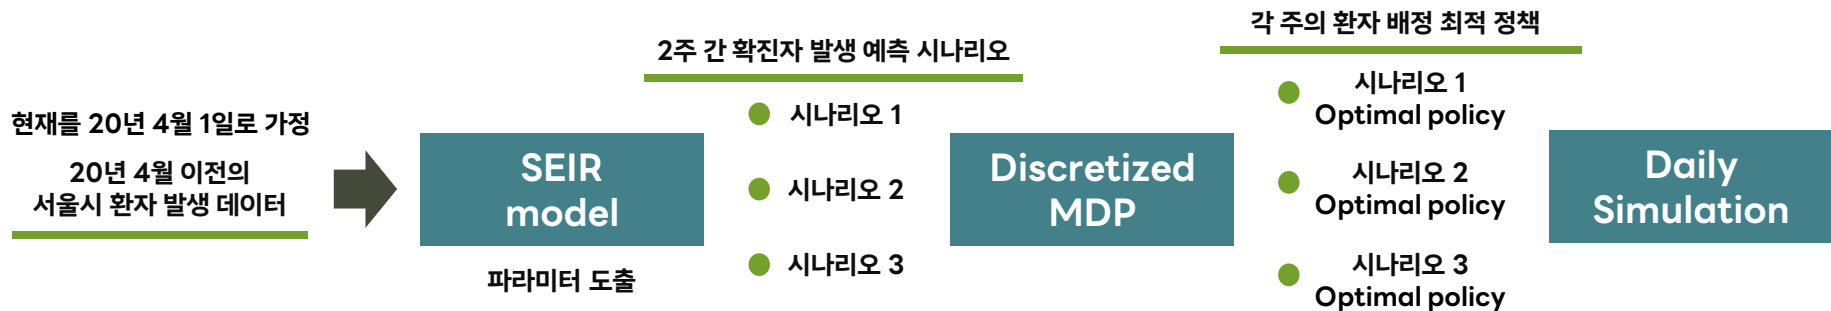 현재를 20년 4월 1일로 가정
20년 4월 이전의
서울시 환자 발생 데이터
SEIR
model
파라미터 도출
2주 간 확진자 발생 예측 시나리오
시나리오 1
시나리오 2
시나리오 3
Discretized
MDP
각 주의 환자 배정 최적 정책
시나리오 1
Optimal policy
시나리오 2
Optimal policy
시나리오 3
Optimal policy
Daily
Simulation